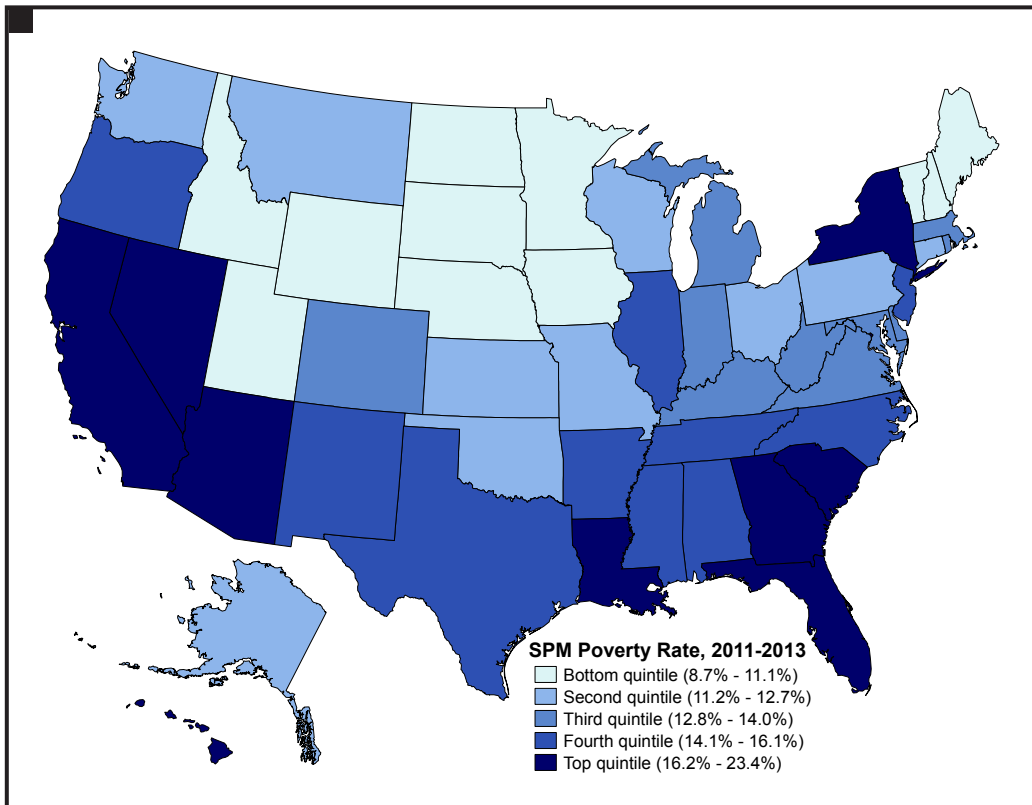 SPM Poverty Rate, 2011-2013
Bottom quintile (8.7% - 11.1%)
Second quintile (11.2% - 12.7%)
Third quintile (12.8% - 14.0%)
Fourth quintile (14.1% - 16.1%)
Top quintile (16.2% - 23.4%)